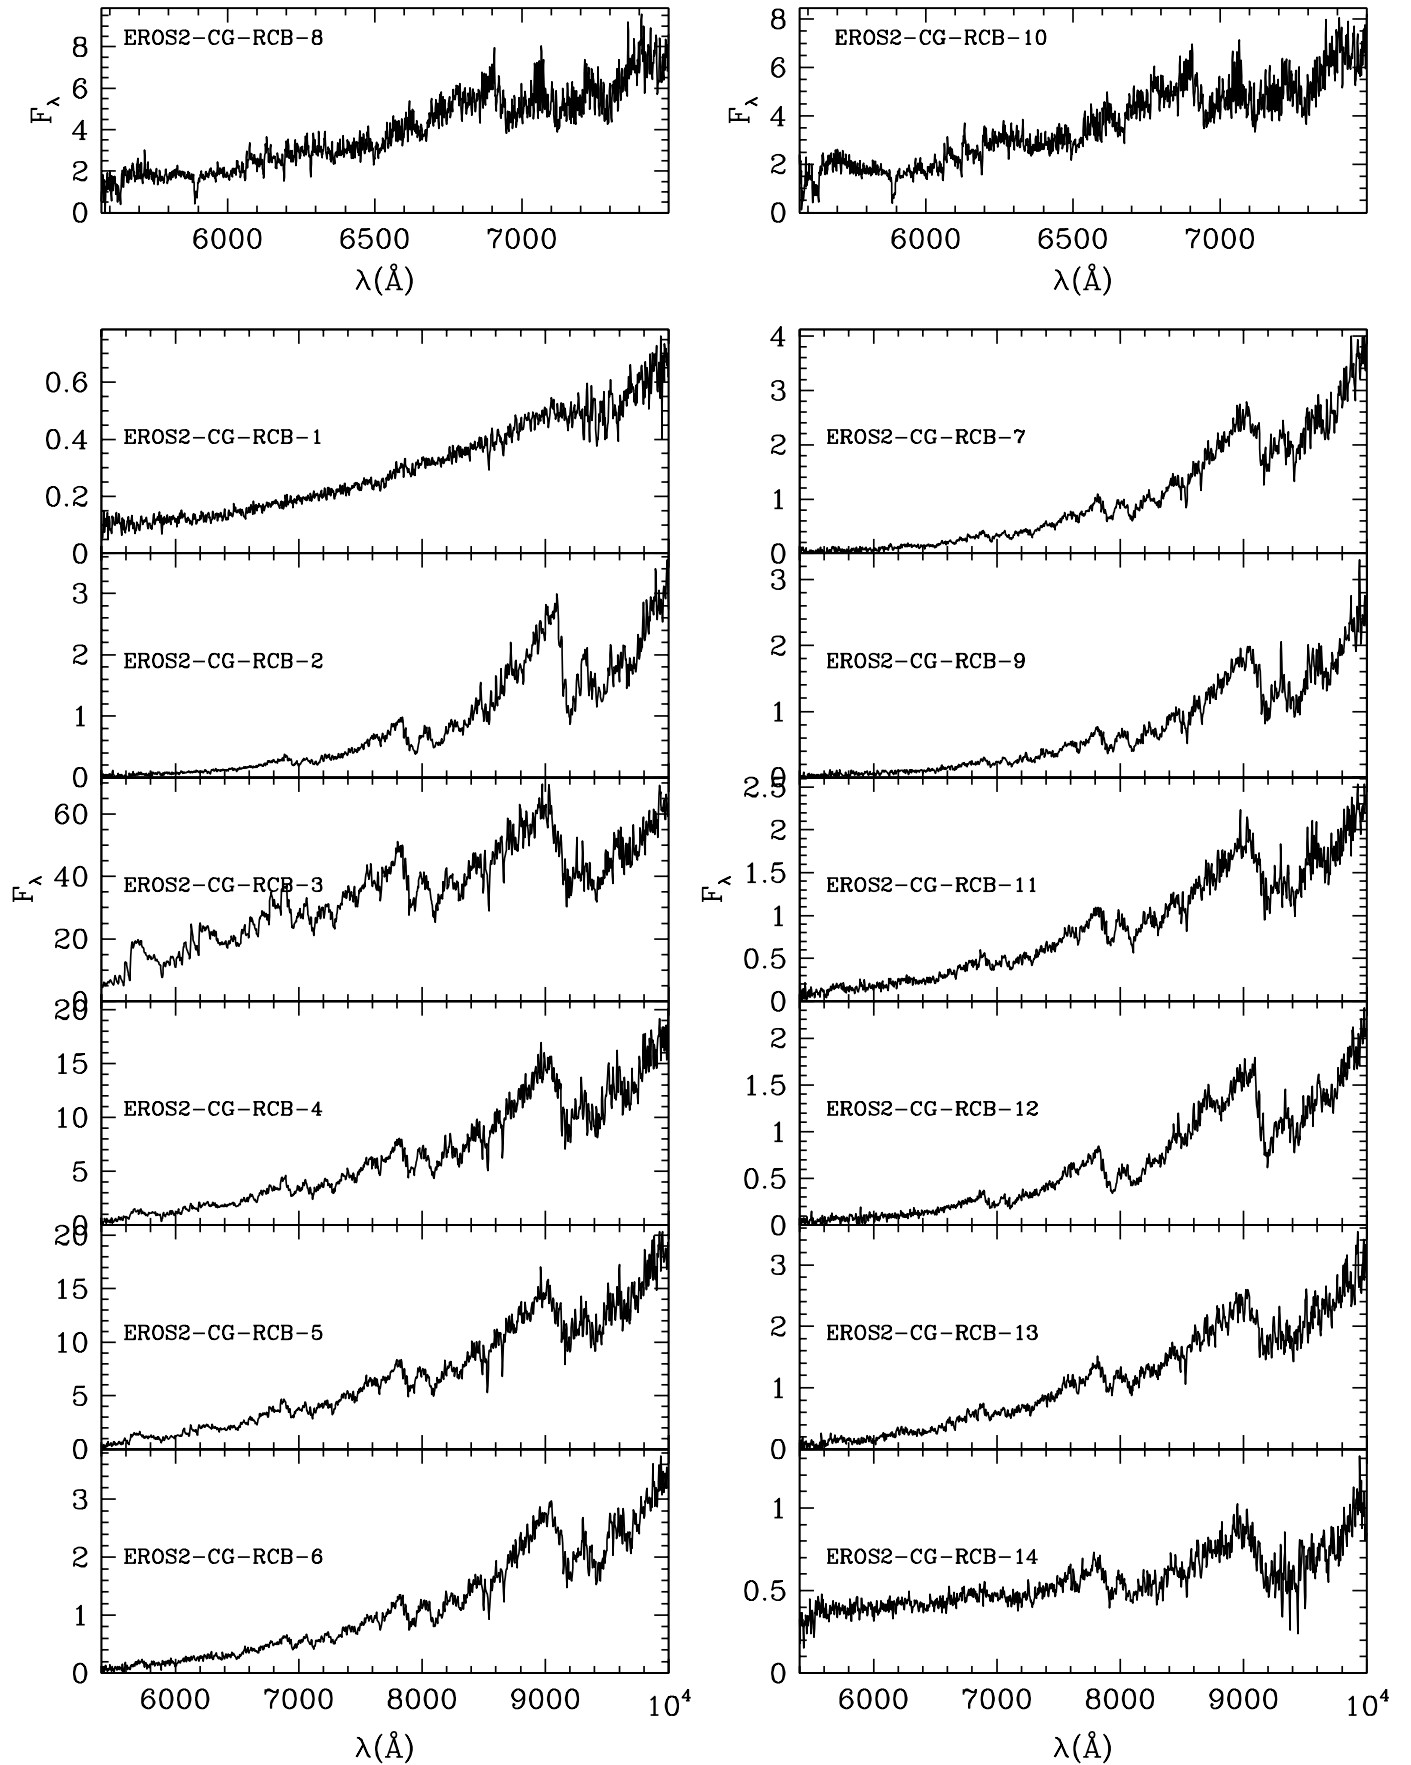 EROS2-CG-RCB-8
8
6
4
2
0
Fλ
6000 6500 7000
λ(Å)
EROS2-CG-RCB-10
8
6
4
2
0
Fλ
6000 6500 7000
λ(Å)
0.6
0.4
0.2
0
EROS2-CG-RCB-1
3
2
1
0
EROS2-CG-RCB-2
60
40
20
0
EROS2-CG-RCB-3
Fλ
20
15
10
5
0
EROS2-CG-RCB-4
20
15
10
5
0
EROS2-CG-RCB-5
3
2
1
0
EROS2-CG-RCB-6
6000 7000 8000 9000 10⁴
λ(Å)
4
3
2
1
0
EROS2-CG-RCB-7
3
2
1
0
EROS2-CG-RCB-9
2.5
2
1.5
1
0.5
0
EROS2-CG-RCB-11
Fλ
2
1.5
1
0.5
0
EROS2-CG-RCB-12
3
2
1
0
EROS2-CG-RCB-13
1
0.5
0
EROS2-CG-RCB-14
6000 7000 8000 9000 10⁴
λ(Å)